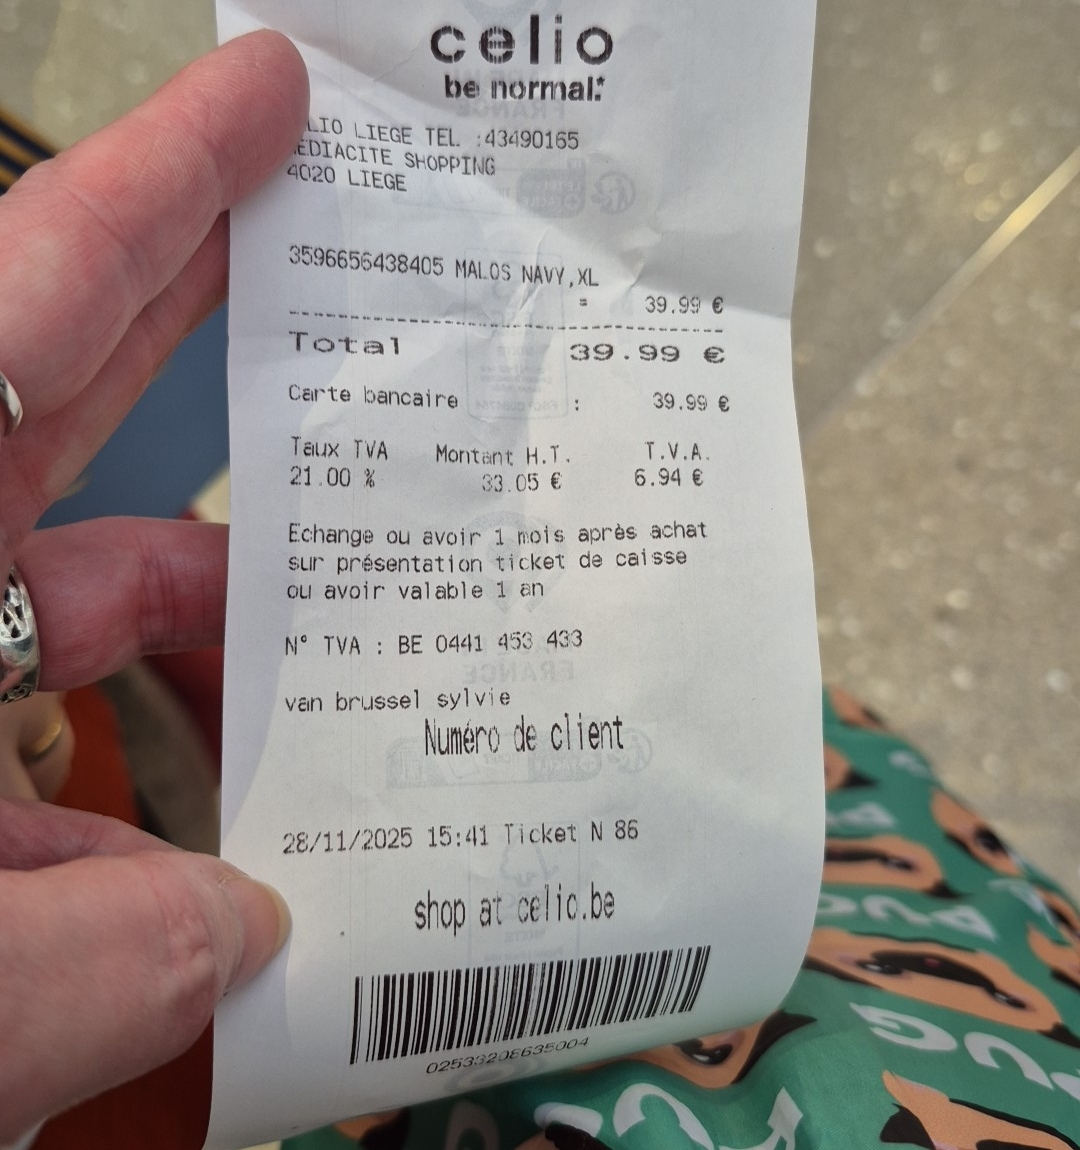 celio
be normal:*
LIO LIEGE TEL :43490165
EDIACITE SHOPPING
4020 LIEGE
3596656438405 MALOS NAVY,XL
= 39.99 €
Total 39.99 €
Carte bancaire : 39.99 €
Taux TVA Montant H.T. T.V.A.
21.00 % 33.05 € 6.94 €
Echange ou avoir 1 mois après achat
sur présentation ticket de caisse
ou avoir valable 1 an
N° TVA : BE 0441 453 433
van brussel sylvie
Numéro de client
28/11/2025 15:41 Ticket N 86
shop at celio.be
02533208635004